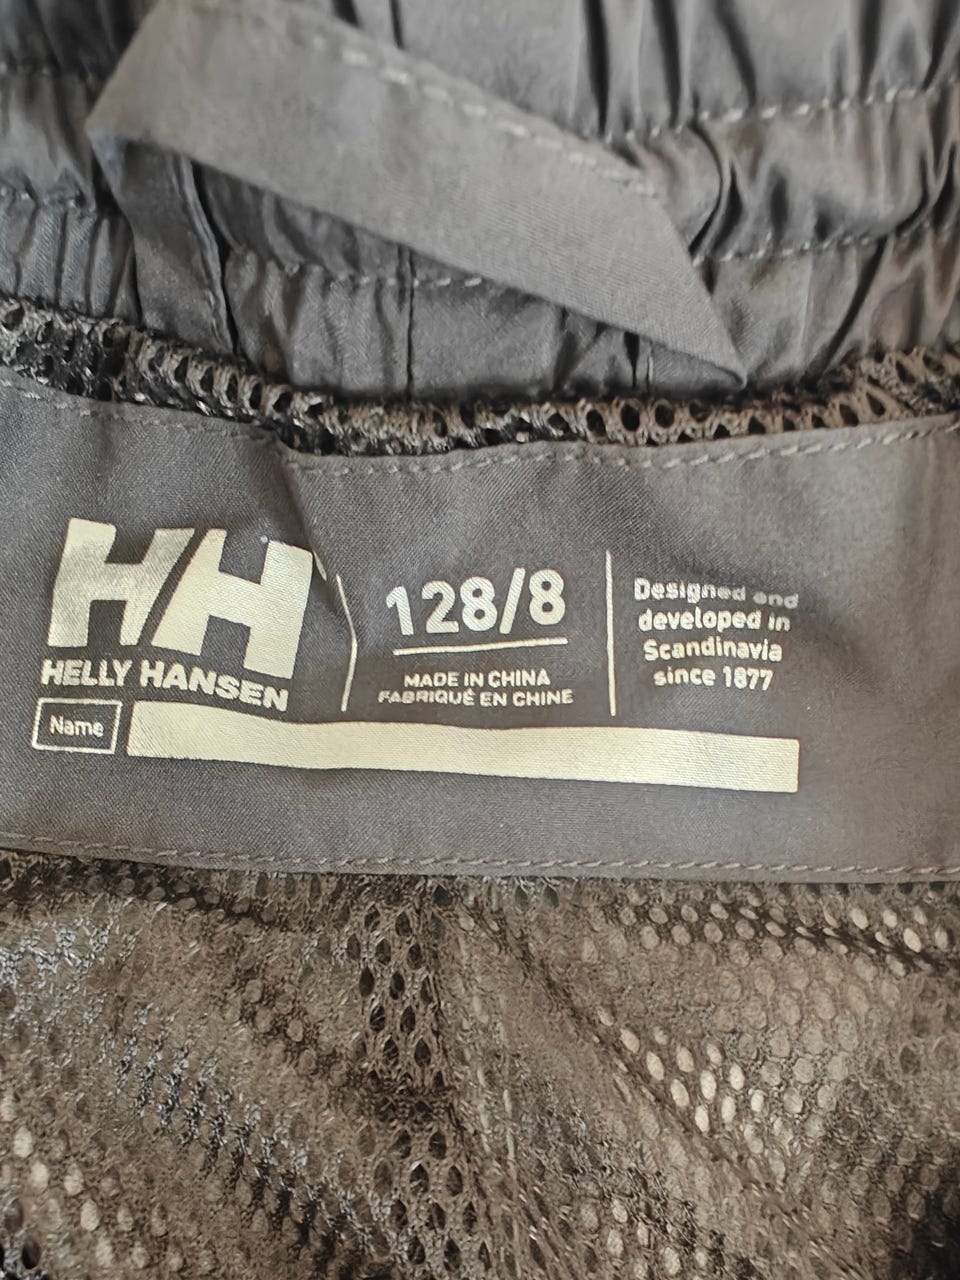 HH
HELLY HANSEN
Name
128/8
MADE IN CHINA
FABRIQUÉ EN CHINE
Designed and
developed in
Scandinavia
since 1877